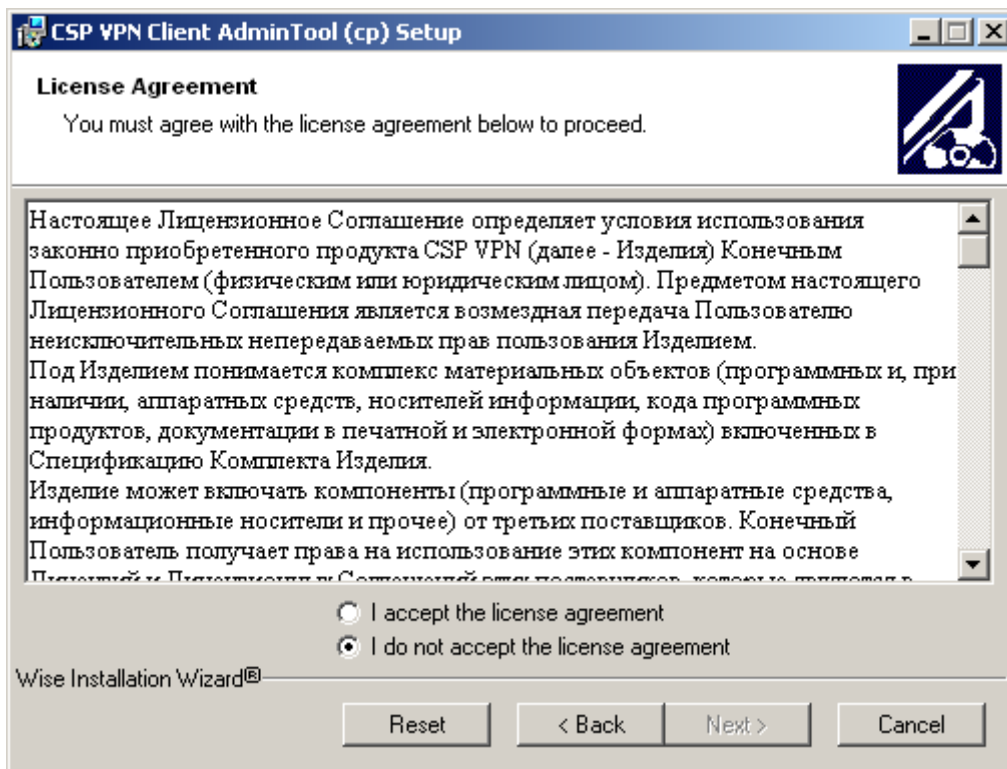 CSP VPN Client AdminTool (cp) Setup
License Agreement
You must agree with the license agreement below to proceed.
Настоящее Лицензионное Соглашение определяет условия использования
законно приобретенного продукта CSP VPN (далее - Изделия) Конечным
Пользователем (физическим или юридическим лицом). Предметом настоящего
Лицензионного Соглашения является возмездная передача Пользователю
неисключительных непередаваемых прав пользования Изделием.
Под Изделием понимается комплекс материальных объектов (программных и, при
наличии, аппаратных средств, носителей информации, кода программных
продуктов, документации в печатной и электронной формах) включенных в
Спецификацию Комплекта Изделия.
Изделие может включать компоненты (программные и аппаратные средства,
информационные носители и прочее) от третьих поставщиков. Конечный
Пользователь получает права на использование этих компонент на основе
I accept the license agreement
I do not accept the license agreement
Wise Installation Wizard®
Reset
< Back
Next >
Cancel